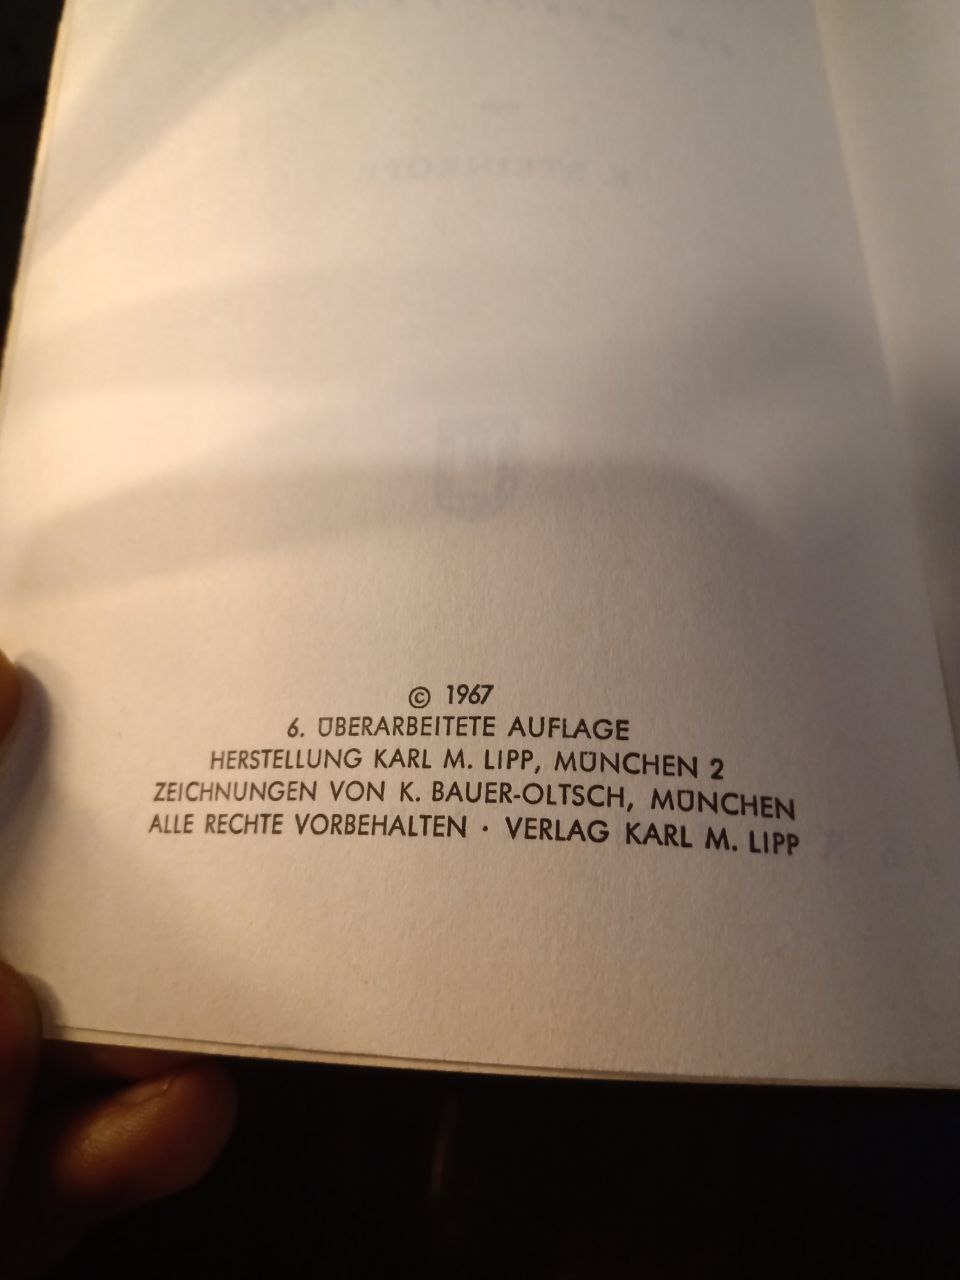 © 1967
6. ÜBERARBEITETE AUFLAGE
HERSTELLUNG KARL M. LIPP, MÜNCHEN 2
ZEICHNUNGEN VON K. BAUER-OLTSCH, MÜNCHEN
ALLE RECHTE VORBEHALTEN · VERLAG KARL M. LIPP